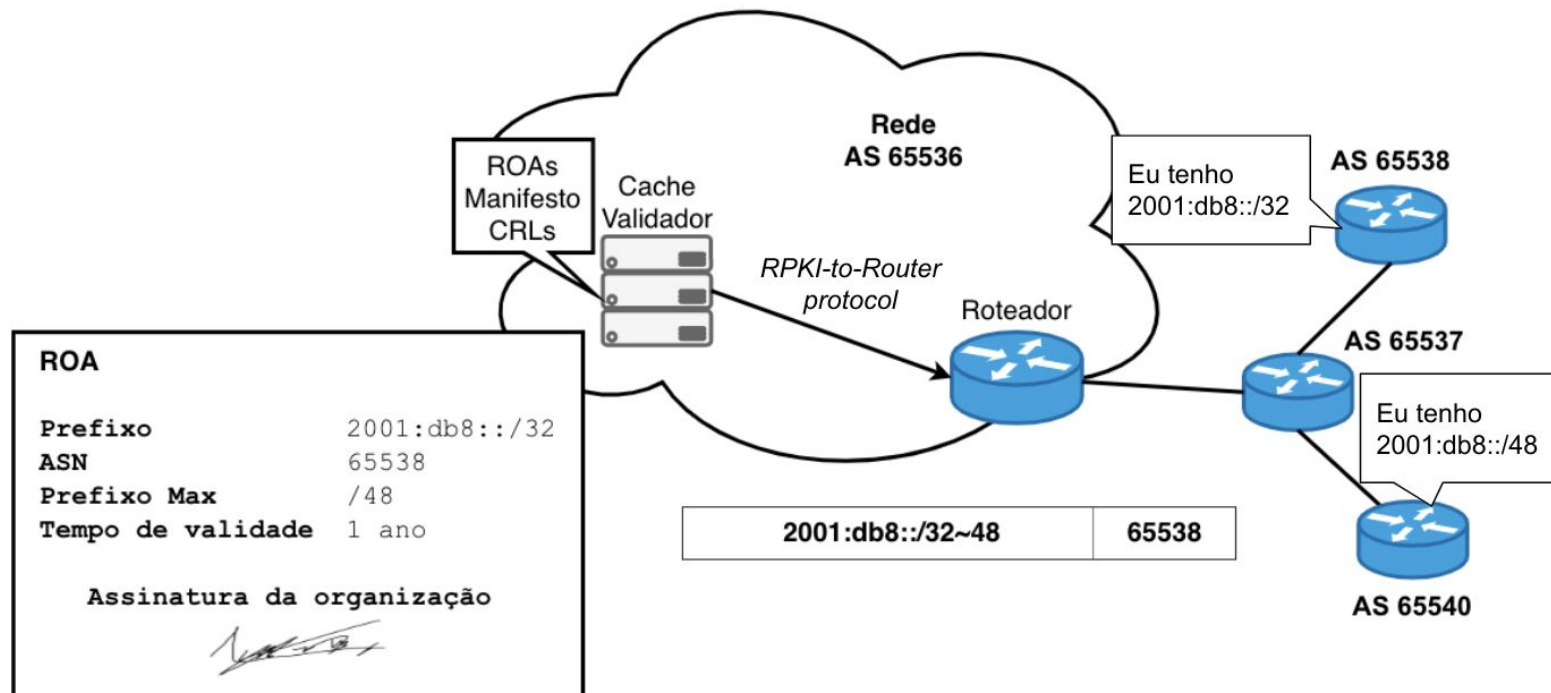 Rede
AS 65536
ROAs
Manifesto
CRLs
Cache
Validador
RPKI-to-Router
protocol
Roteador
Eu tenho
2001:db8::/32
AS 65538
AS 65537
Eu tenho
2001:db8::/48
AS 65540
ROA
Prefixo 2001:db8::/32
ASN 65538
Prefixo Max /48
Tempo de validade 1 ano
Assinatura da organização
2001:db8::/32~48 65538